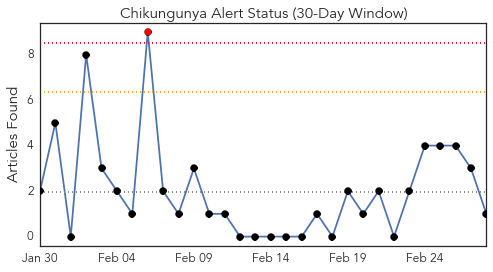 Chikungunya Alert Status (30-Day Window)
Articles Found
8
6
4
2
0
Jan 30 Feb 04 Feb 09 Feb 14 Feb 19 Feb 24